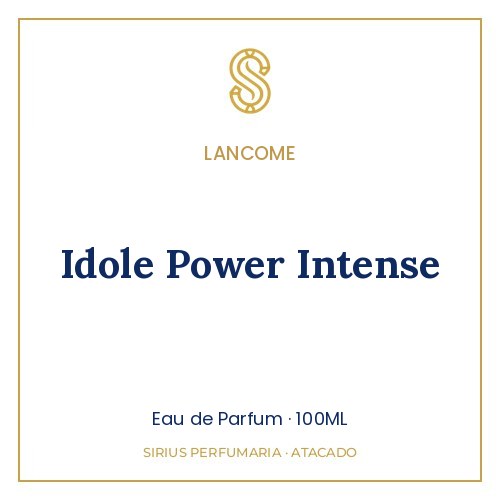 LANCOME
Idole Power Intense
Eau de Parfum · 100ML
SIRIUS PERFUMARIA · ATACADO